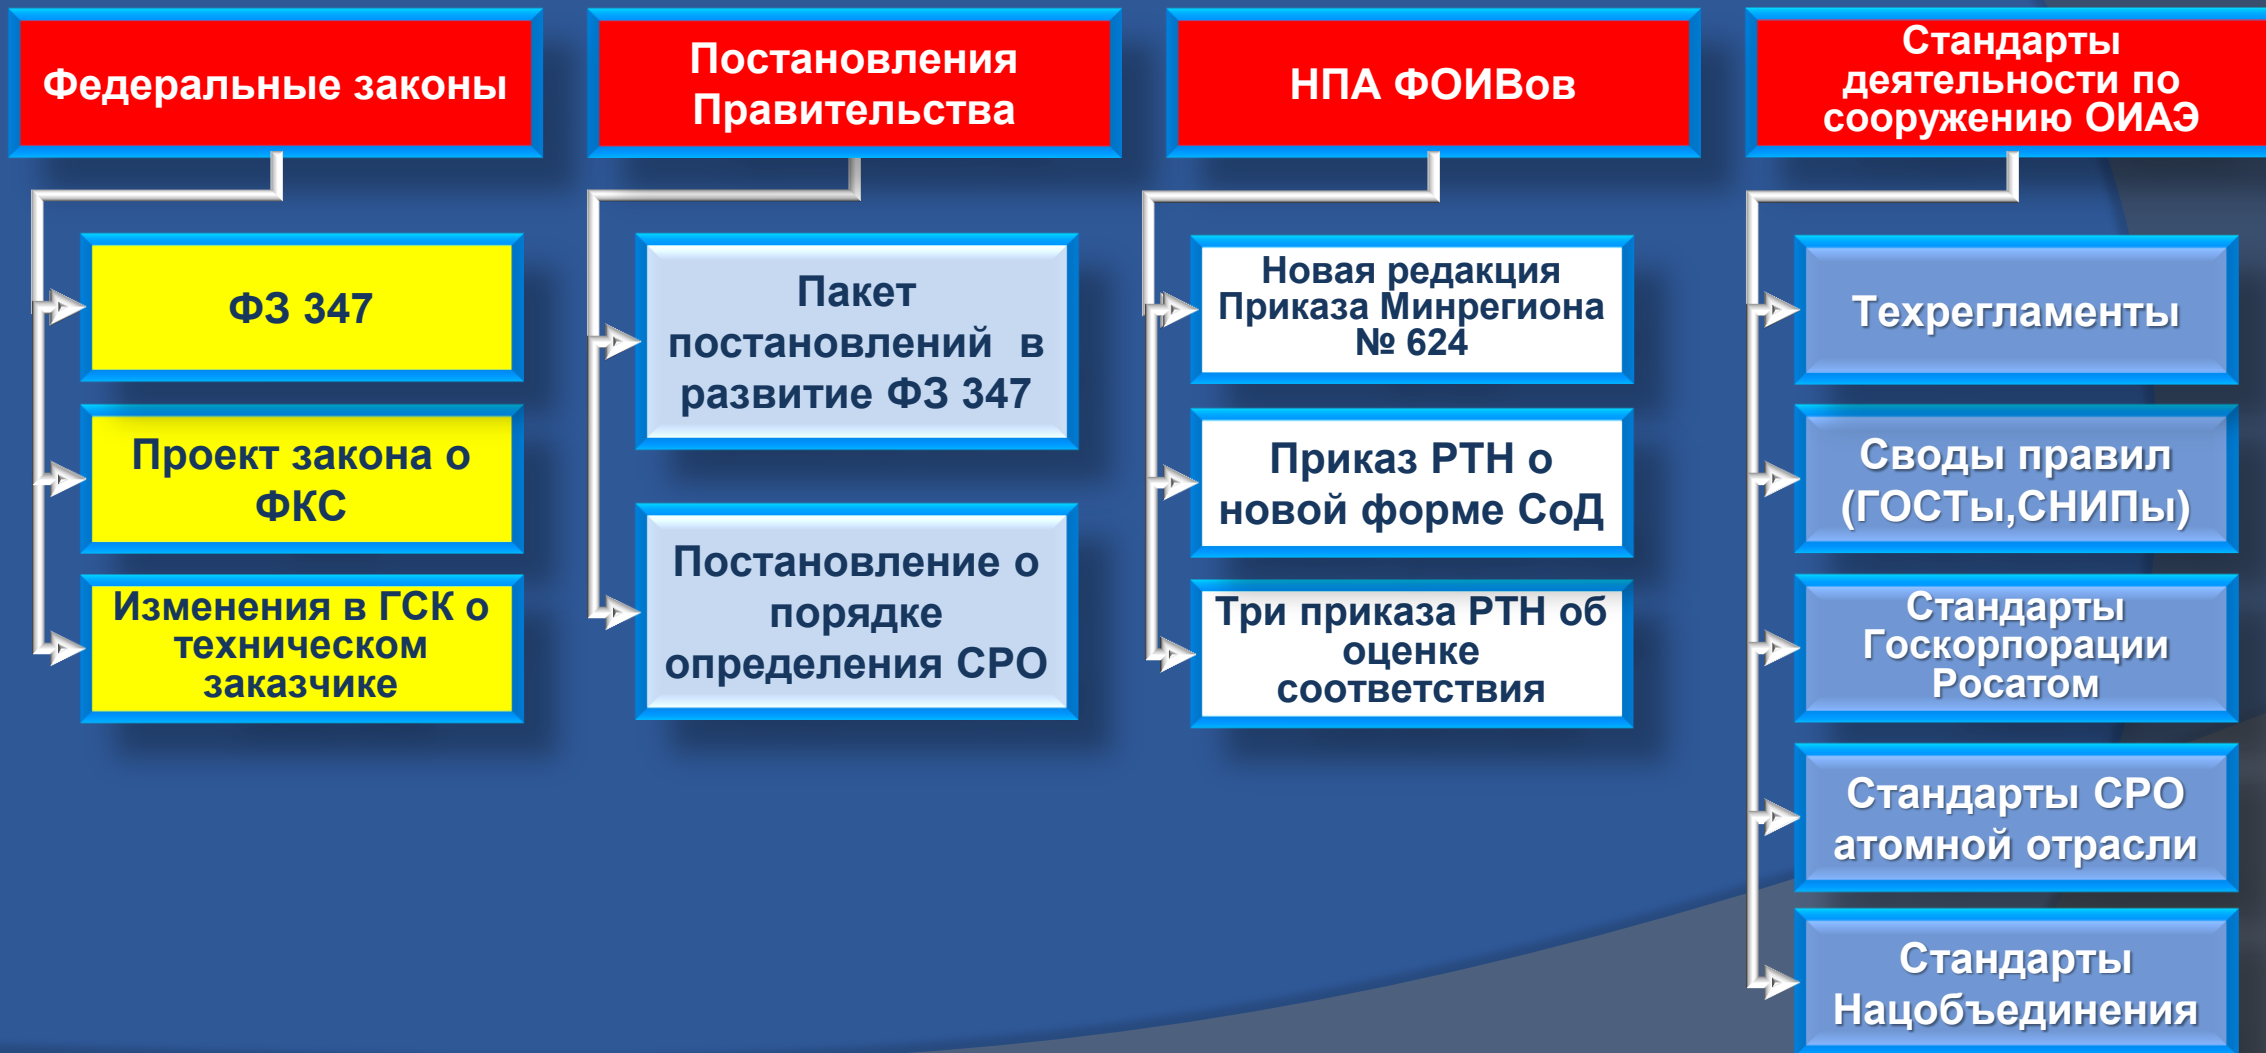 Федеральные законы
ФЗ 347
Проект закона о
ФКС
Изменения в ГСК о
техническом
заказчике
Постановления
Правительства
Пакет
постановлений в
развитие ФЗ 347
Постановление о
порядке
определения СРО
НПА ФОИВов
Новая редакция
Приказа Минрегиона
№ 624
Приказ РТН о
новой форме СоД
Три приказа РТН об
оценке
соответствия
Стандарты
деятельности по
сооружению ОИАЭ
Техрегламенты
Своды правил
(ГОСТы,СНИПы)
Стандарты
Госкорпорации
Росатом
Стандарты СРО
атомной отрасли
Стандарты
Нацобъединения